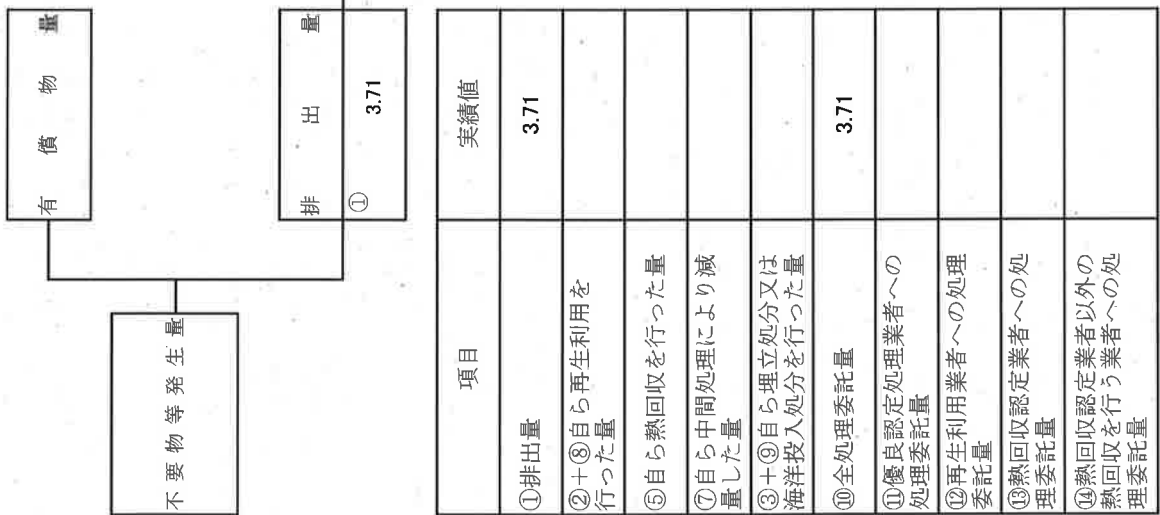 有償物量
不要物等発生量
排出量
①
3.71
項目
実績値
①排出量
3.71
②+⑧自ら再生利用を
行った量
⑤自ら熱回収を行った量
⑦自ら中間処理により減
量した量
③+⑨自ら埋立処分又は
海洋投入処分を行った量
⑩全処理委託量
3.71
⑪優良認定処理業者への
処理委託量
⑫再生利用業者への処理
委託量
⑬熱回収認定業者への処
理委託量
⑭熱回収認定業者以外の
熱回収を行う業者への処
理委託量